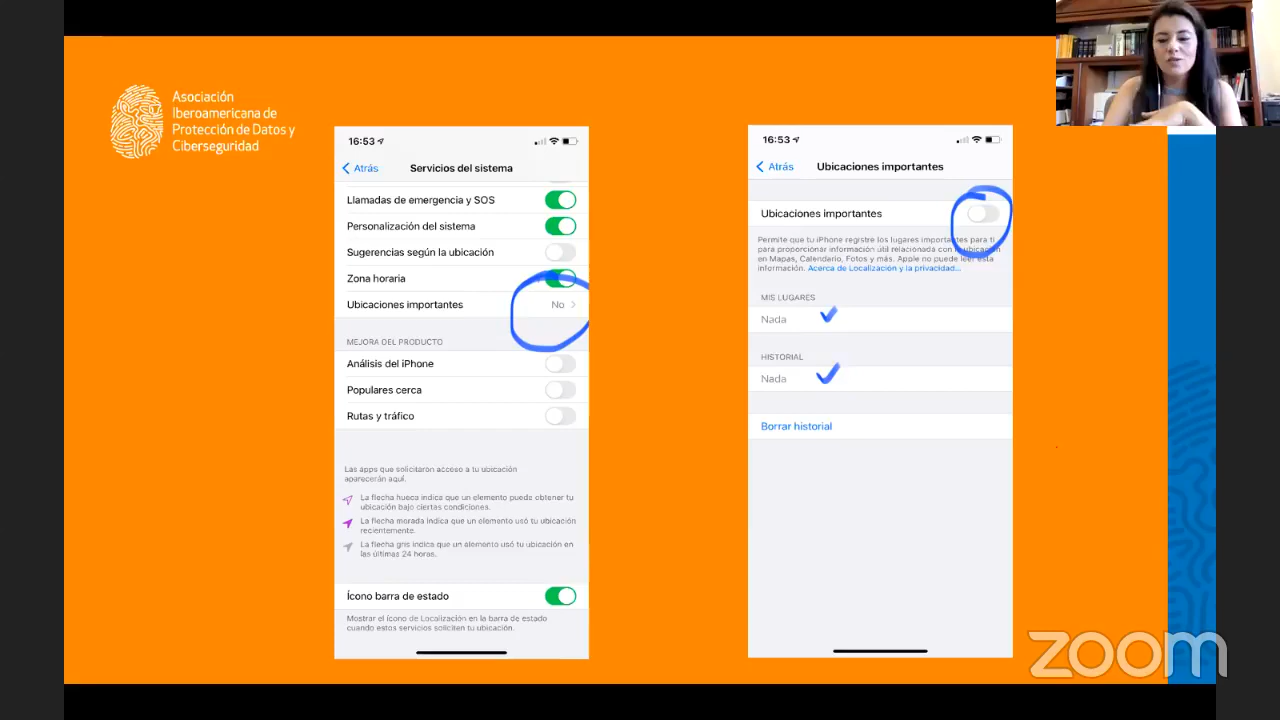 Asociación
Iberoamericana de
Protección de Datos y
Ciberseguridad
16:53
Atrás
Servicios del sistema
Llamadas de emergencia y SOS
Personalización del sistema
Sugerencias según la ubicación
Zona horaria
Ubicaciones importantes
No
MEJORA DEL PRODUCTO
Análisis del iPhone
Populares cerca
Rutas y tráfico
Las apps que solicitaron acceso a tu ubicación
aparecerán aquí.
La flecha hueca indica que un elemento puede obtener tu
ubicación bajo ciertas condiciones.
La flecha morada indica que un elemento usó tu ubicación
recientemente.
La flecha gris indica que un elemento usó tu ubicación en
las últimas 24 horas.
Ícono barra de estado
Mostrar el ícono de Localización en la barra de estado
cuando estos servicios soliciten tu ubicación.
16:53
Atrás
Ubicaciones importantes
Ubicaciones importantes
Permite que tu iPhone registre los lugares importantes para ti
para proporcionar información útil relacionada con la ubicación
en Mapas, Calendario, Fotos y más. Apple no puede leer esta
información. Acerca de Localización y la privacidad...
MIS LUGARES
Nada
HISTORIAL
Nada
Borrar historial
zoom